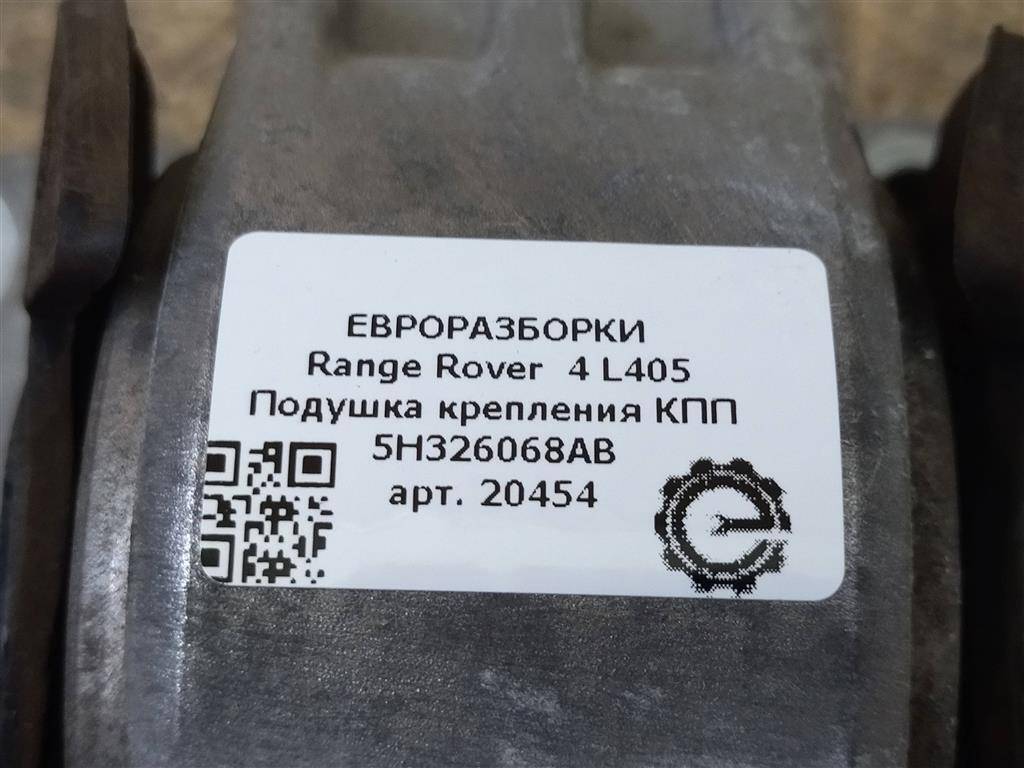 ЕВРОРАЗБОРКИ
Range Rover 4 L405
Подушка крепления КПП
5H326068AB
арт. 20454